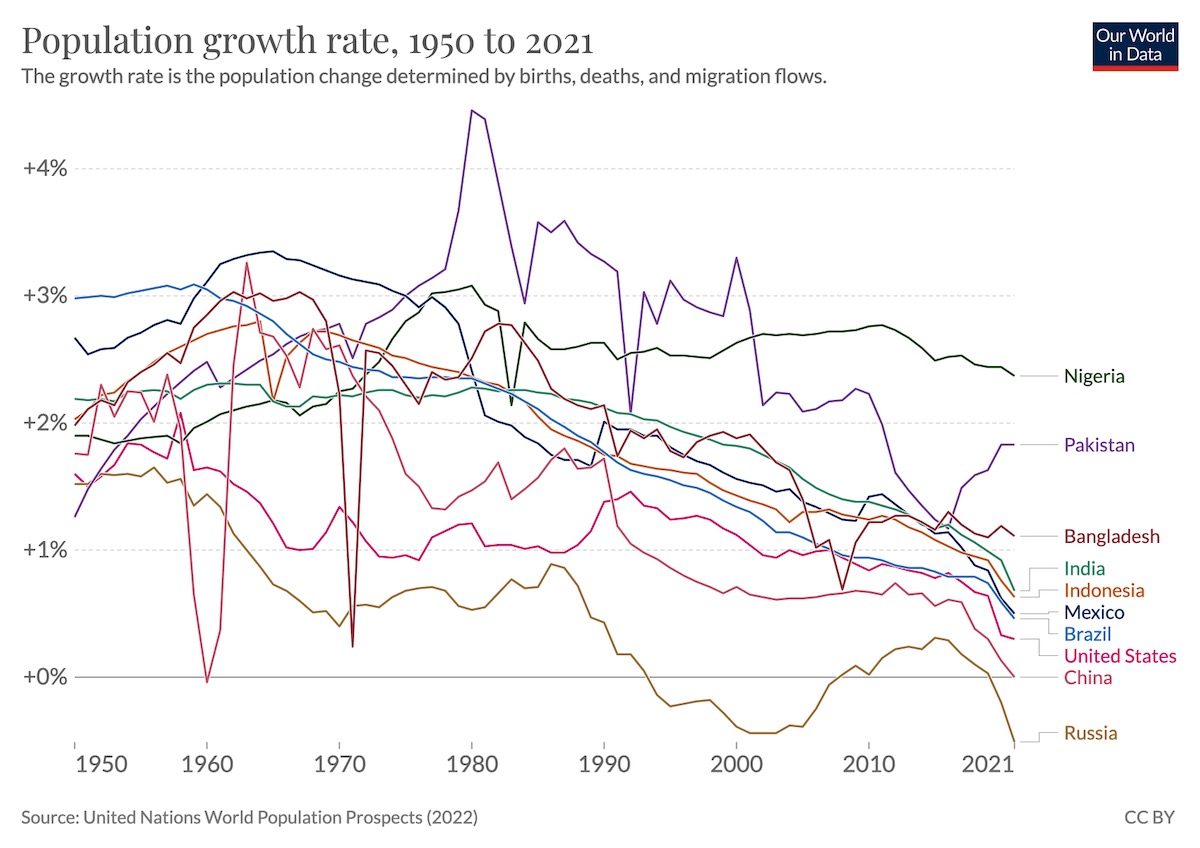 Population growth rate, 1950 to 2021
The growth rate is the population change determined by births, deaths, and migration flows.
Our World
in Data
+4%
+3%
+2%
+1%
+0%
Nigeria
Pakistan
Bangladesh
India
Indonesia
Mexico
Brazil
United States
China
Russia
1950 1960 1970 1980 1990 2000 2010 2021
Source: United Nations World Population Prospects (2022)
CC BY